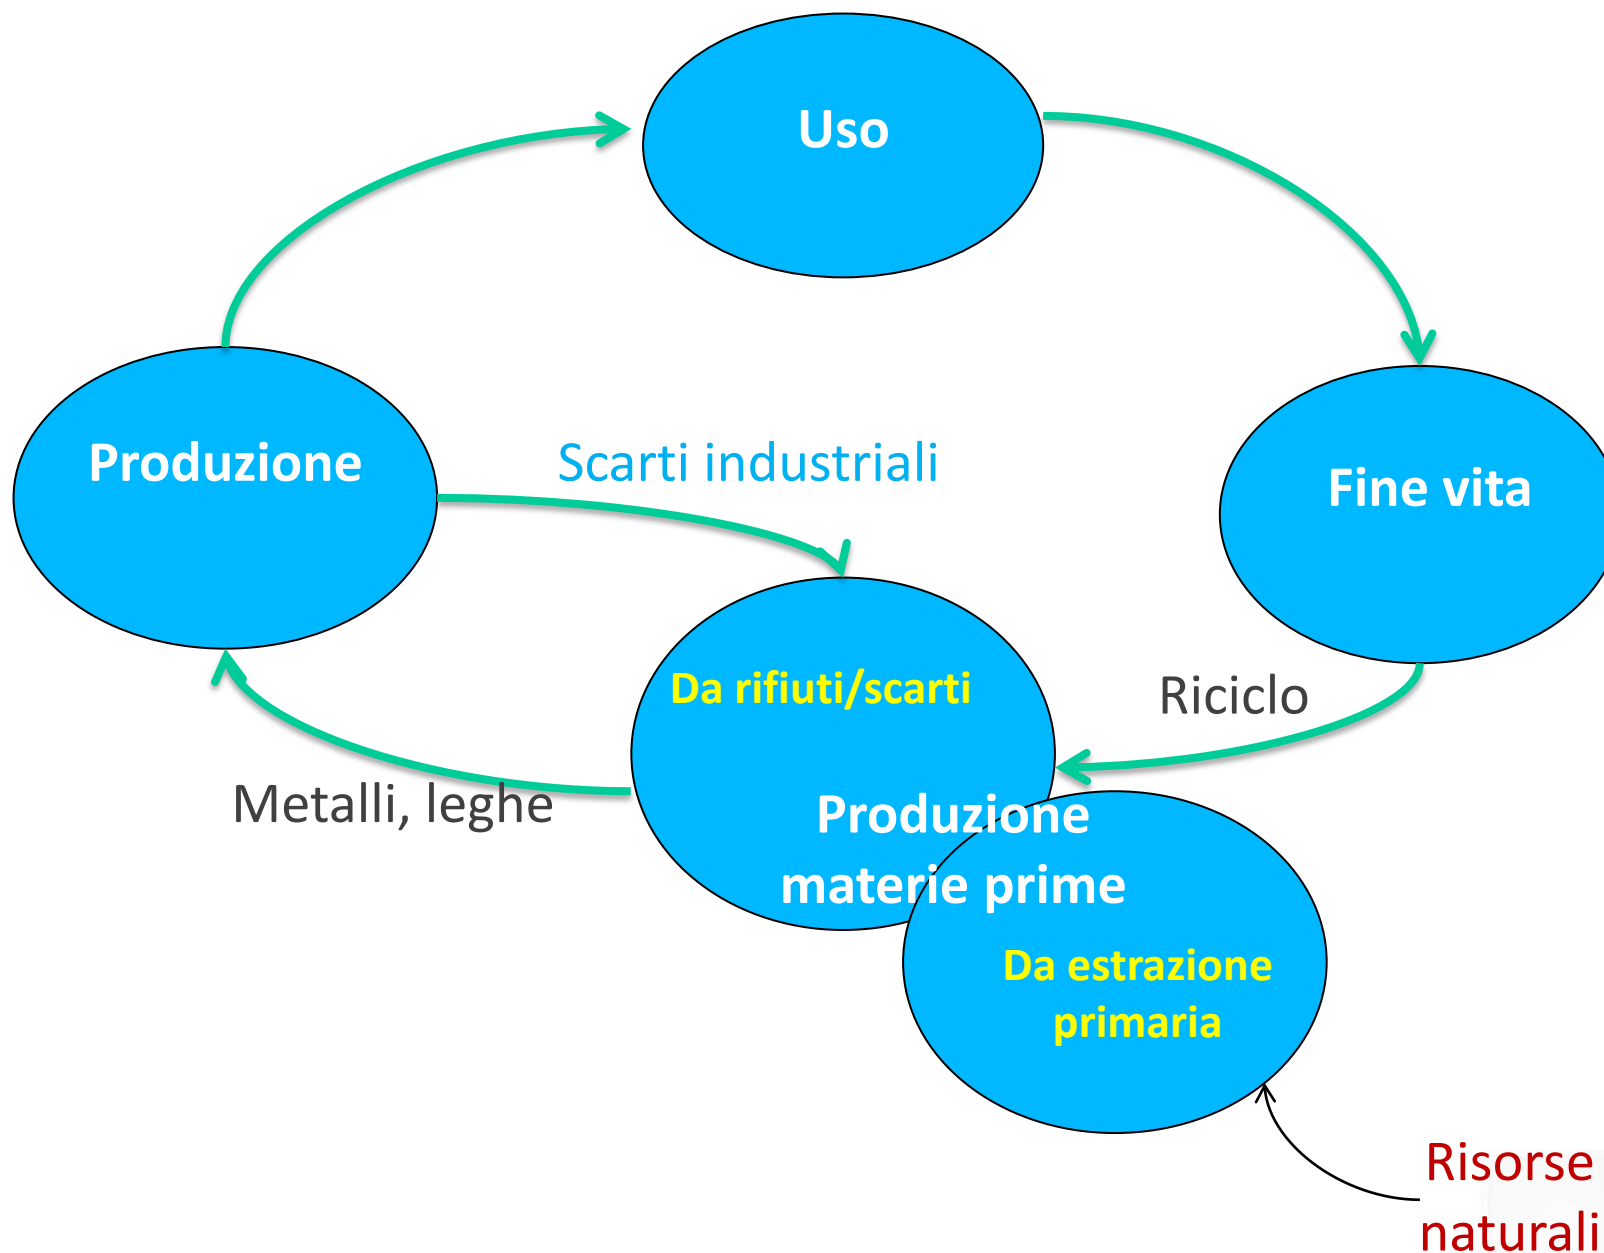 Uso
Produzione
Scarti industriali
Fine vita
Da rifiuti/scarti
Riciclo
Metalli, leghe
Produzione
materie prime
Da estrazione
primaria
Risorse
naturali